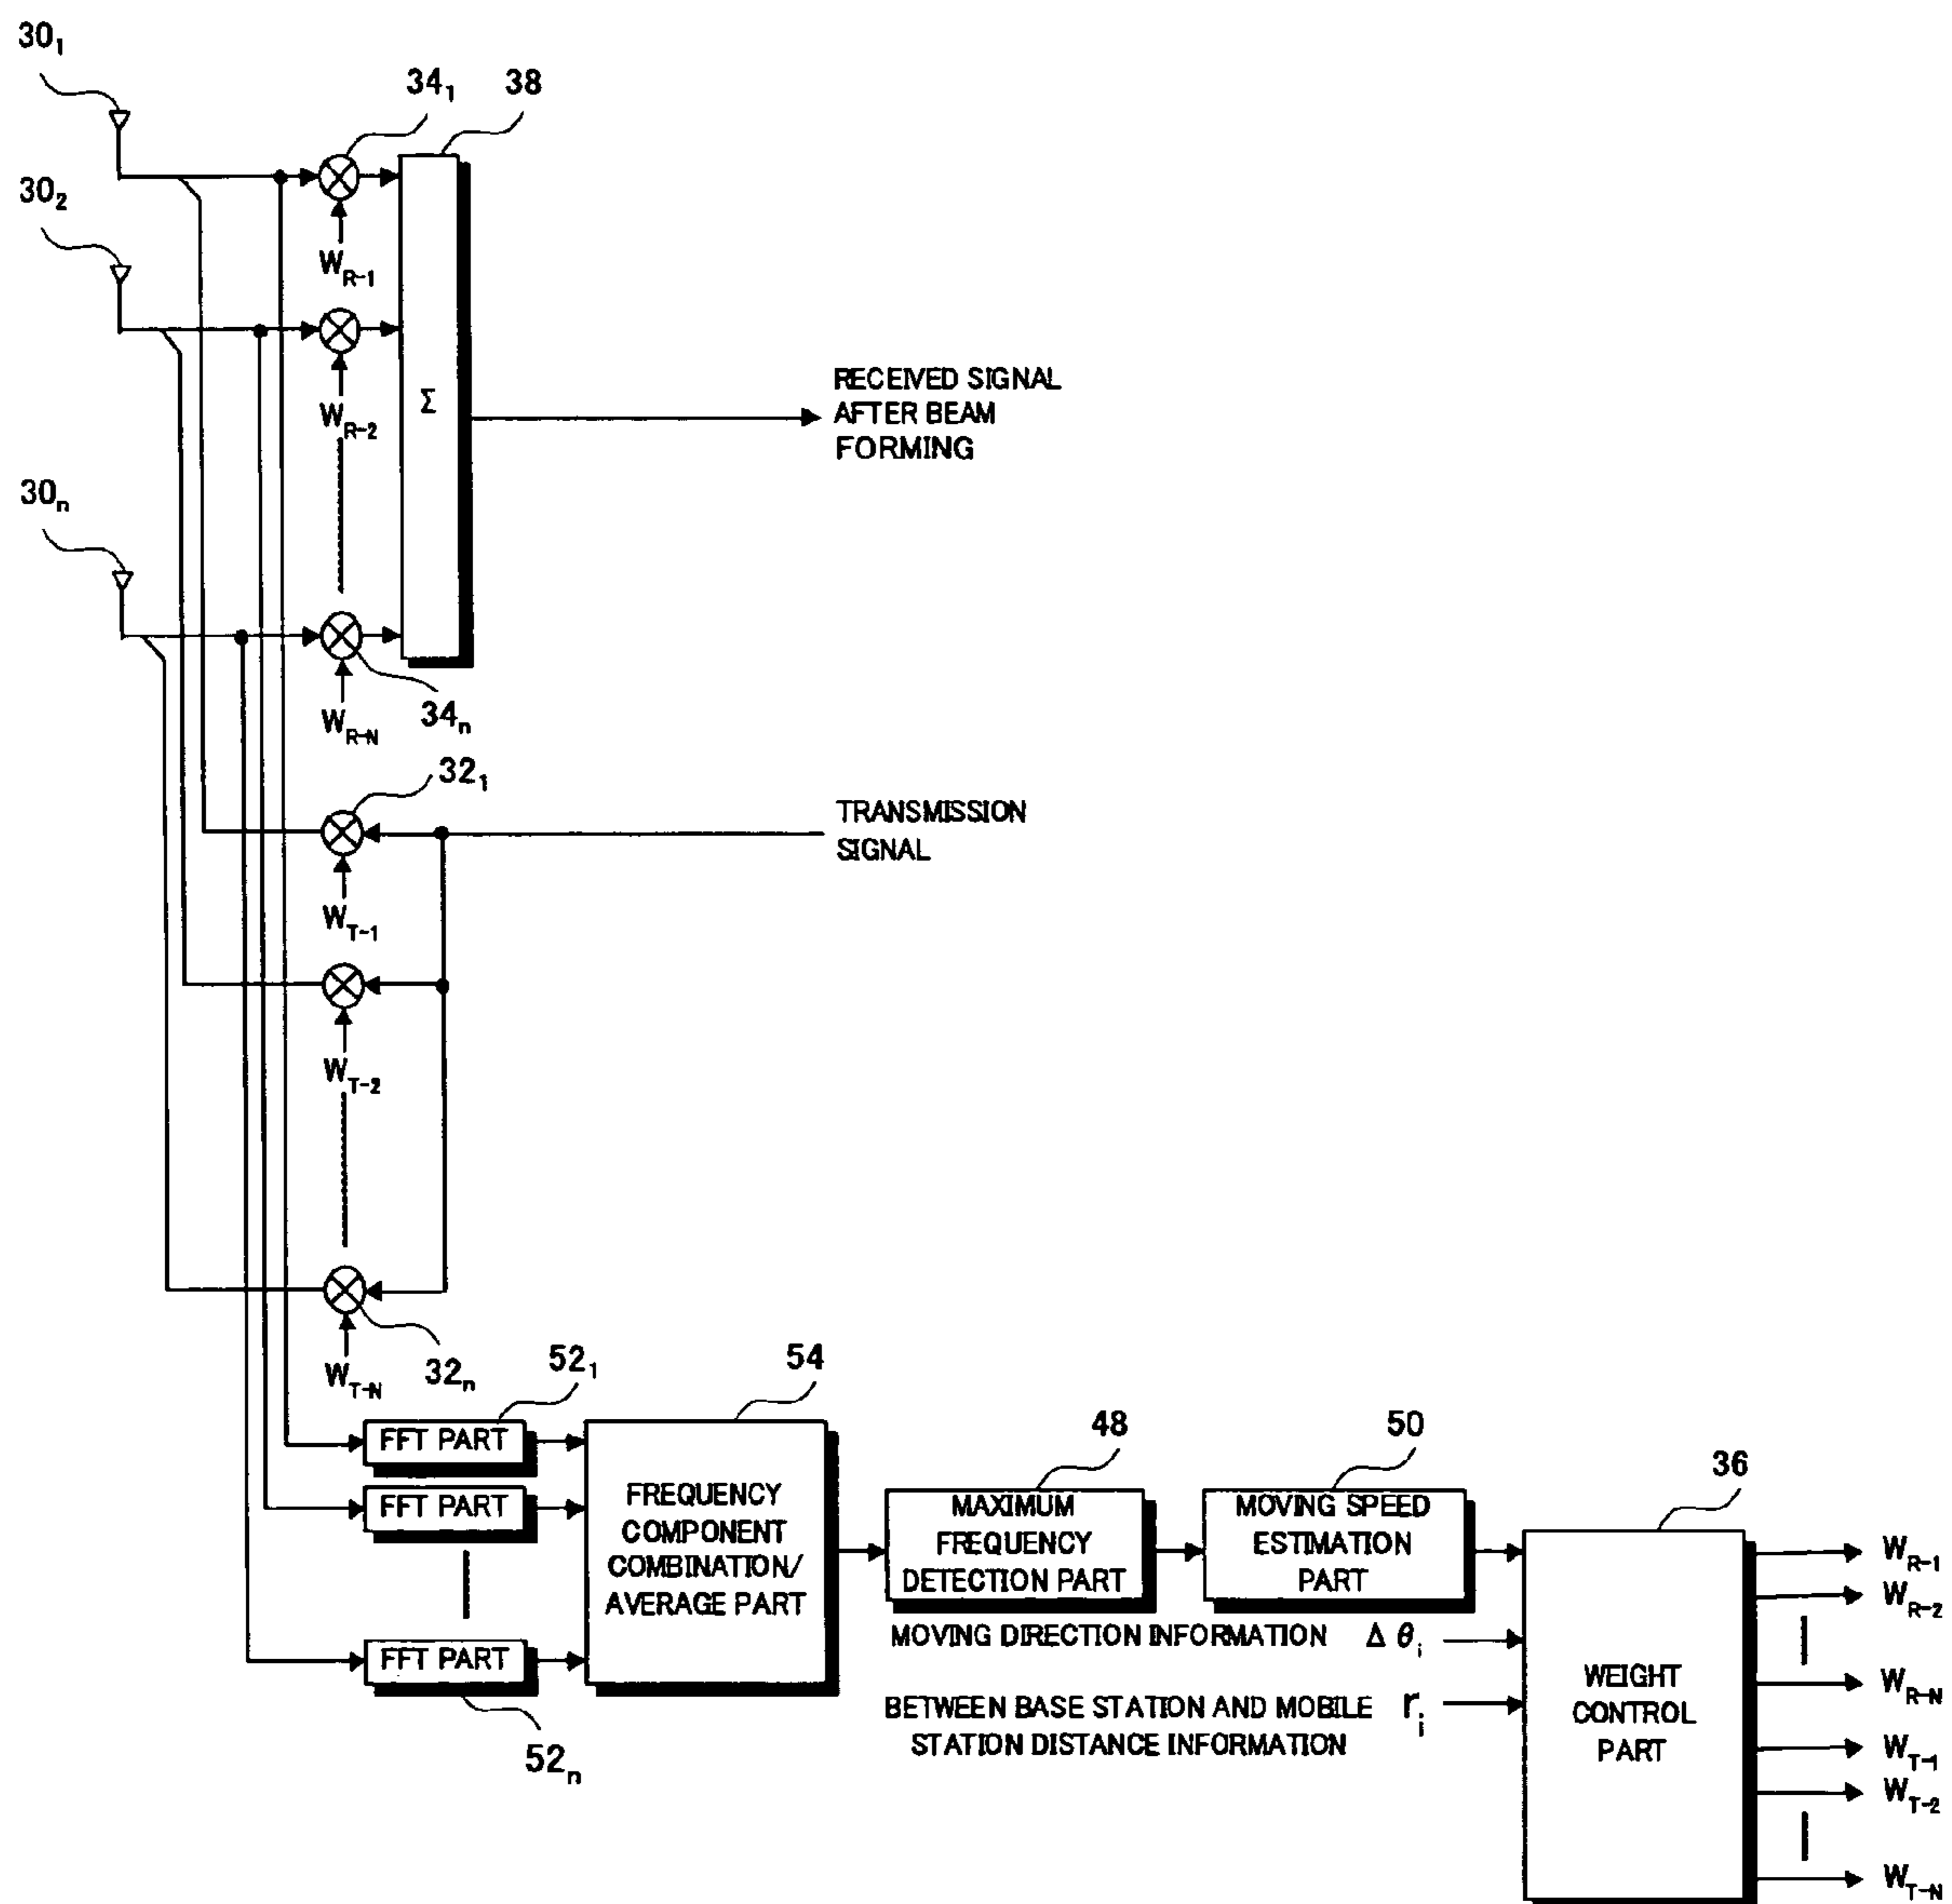 30₁
34₁ 38
30₂
W_R-1
W_R-2
Σ
RECEIVED SIGNAL
AFTER BEAM
FORMING
30ₙ
34ₙ
W_R-N
32₁
TRANSMISSION
SIGNAL
W_T-1
W_T-2
W_T-N
32ₙ
52₁
54
FFT PART
FFT PART
FFT PART
52ₙ
FREQUENCY
COMPONENT
COMBINATION/
AVERAGE PART
48
MAXIMUM
FREQUENCY
DETECTION PART
50
MOVING SPEED
ESTIMATION
PART
MOVING DIRECTION INFORMATION Δθᵢ
BETWEEN BASE STATION AND MOBILE rᵢ
STATION DISTANCE INFORMATION
36
WEIGHT
CONTROL
PART
W_R-1
W_R-2
W_R-N
W_T-1
W_T-2
W_T-N